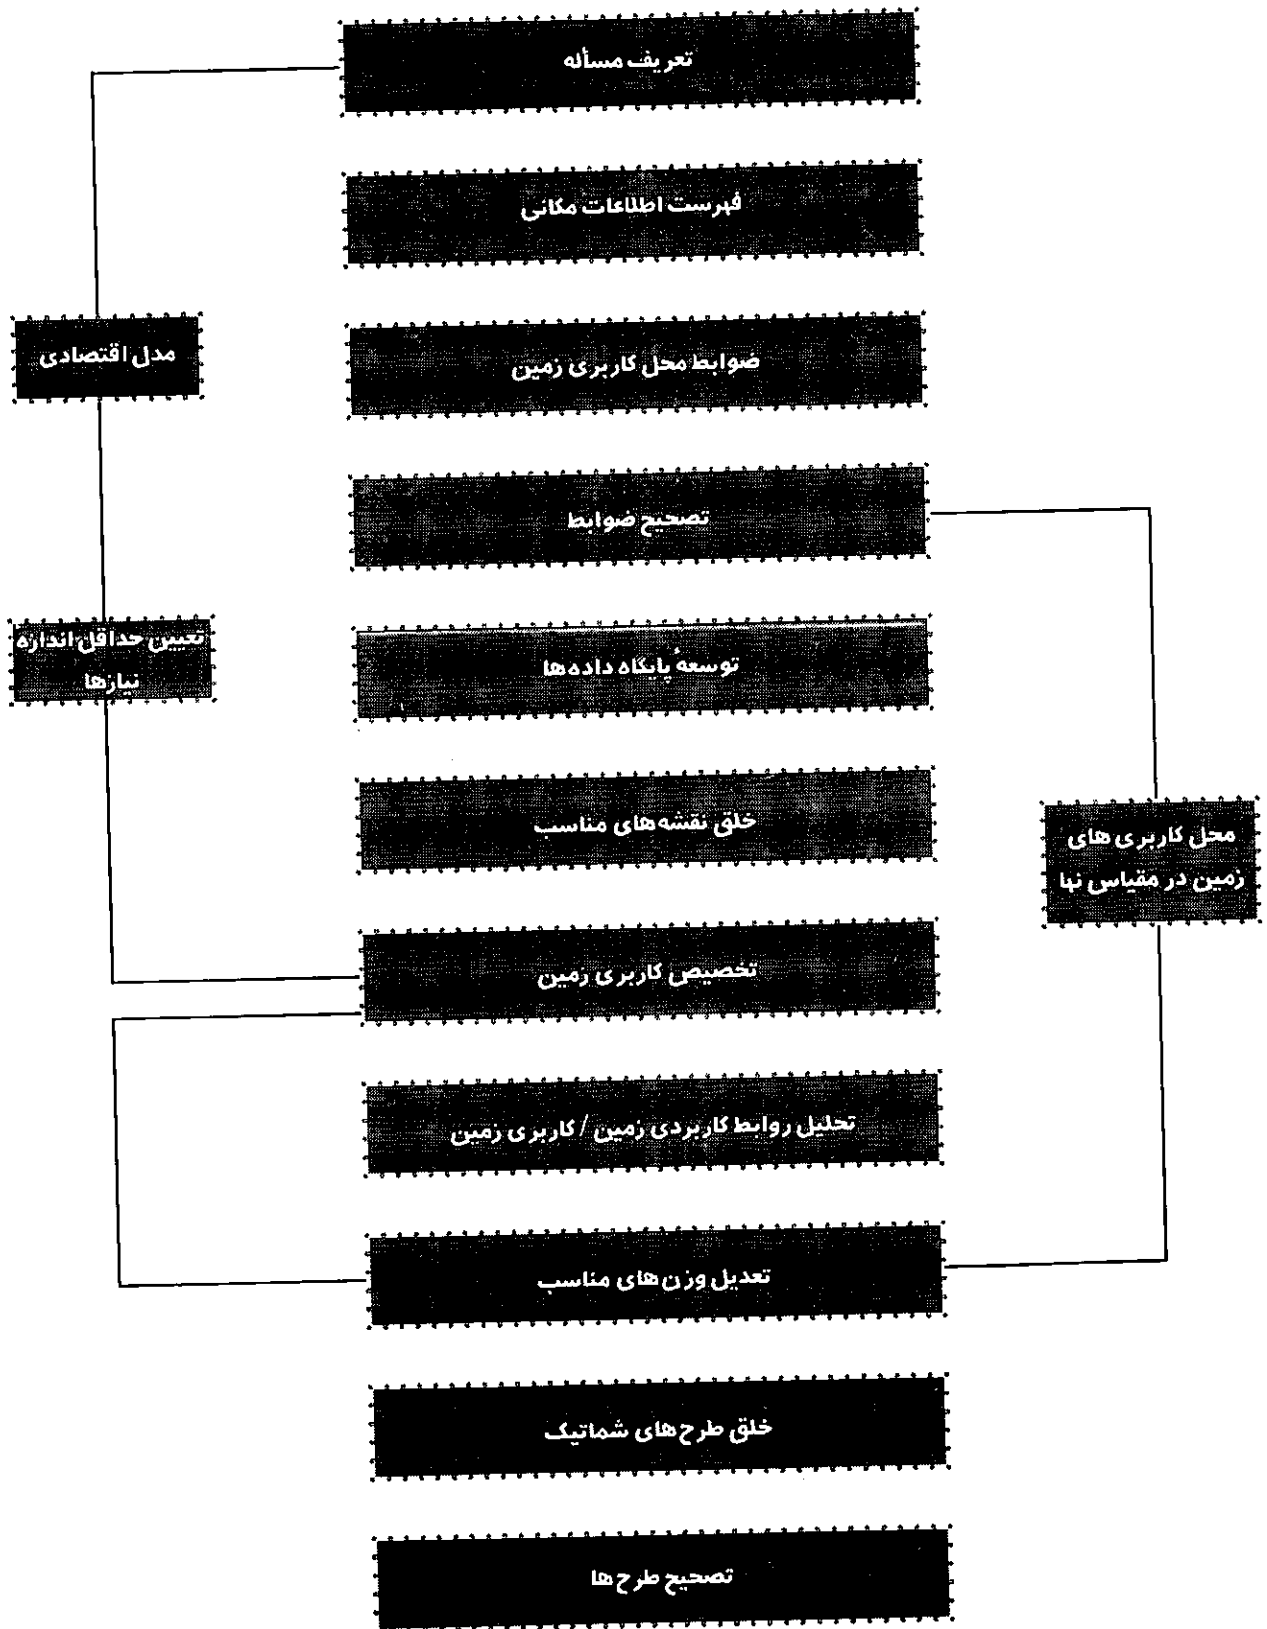 تعریف مسأله
فهرست اطلاعات مکانی
ضوابط محل کاربری زمین
مدل اقتصادی
تصحیح ضوابط
تعیین حداقل اندازه
نیازها
توسعهٔ پایگاه داده‌ها
خلق نقشه‌های مناسب
محل کاربری های
زمین در مقیاس نها
تخصیص کاربری زمین
تحلیل روابط کاربردی زمین / کاربری زمین
تعدیل وزن‌های مناسب
خلق طرح‌های شماتیک
تصحیح طرح‌ها